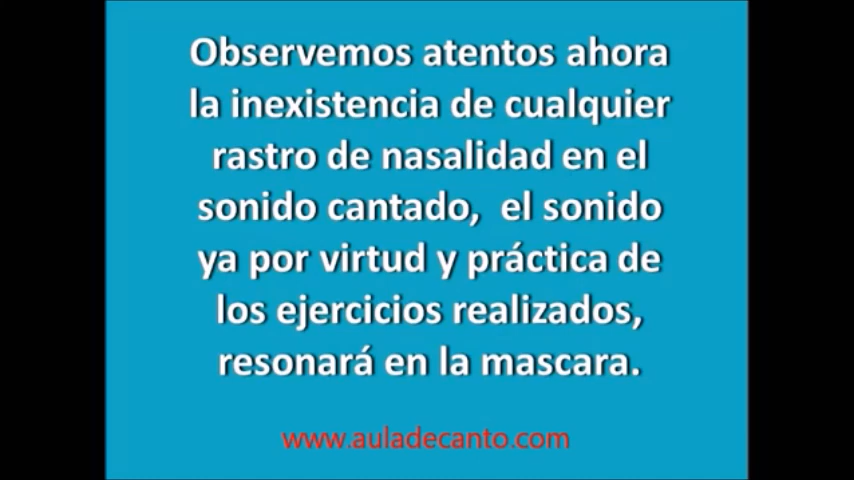 Observemos atentos ahora
la inexistencia de cualquier
rastro de nasalidad en el
sonido cantado,  el sonido
ya por virtud y práctica de
los ejercicios realizados,
resonará en la mascara.
www.auladecanto.com